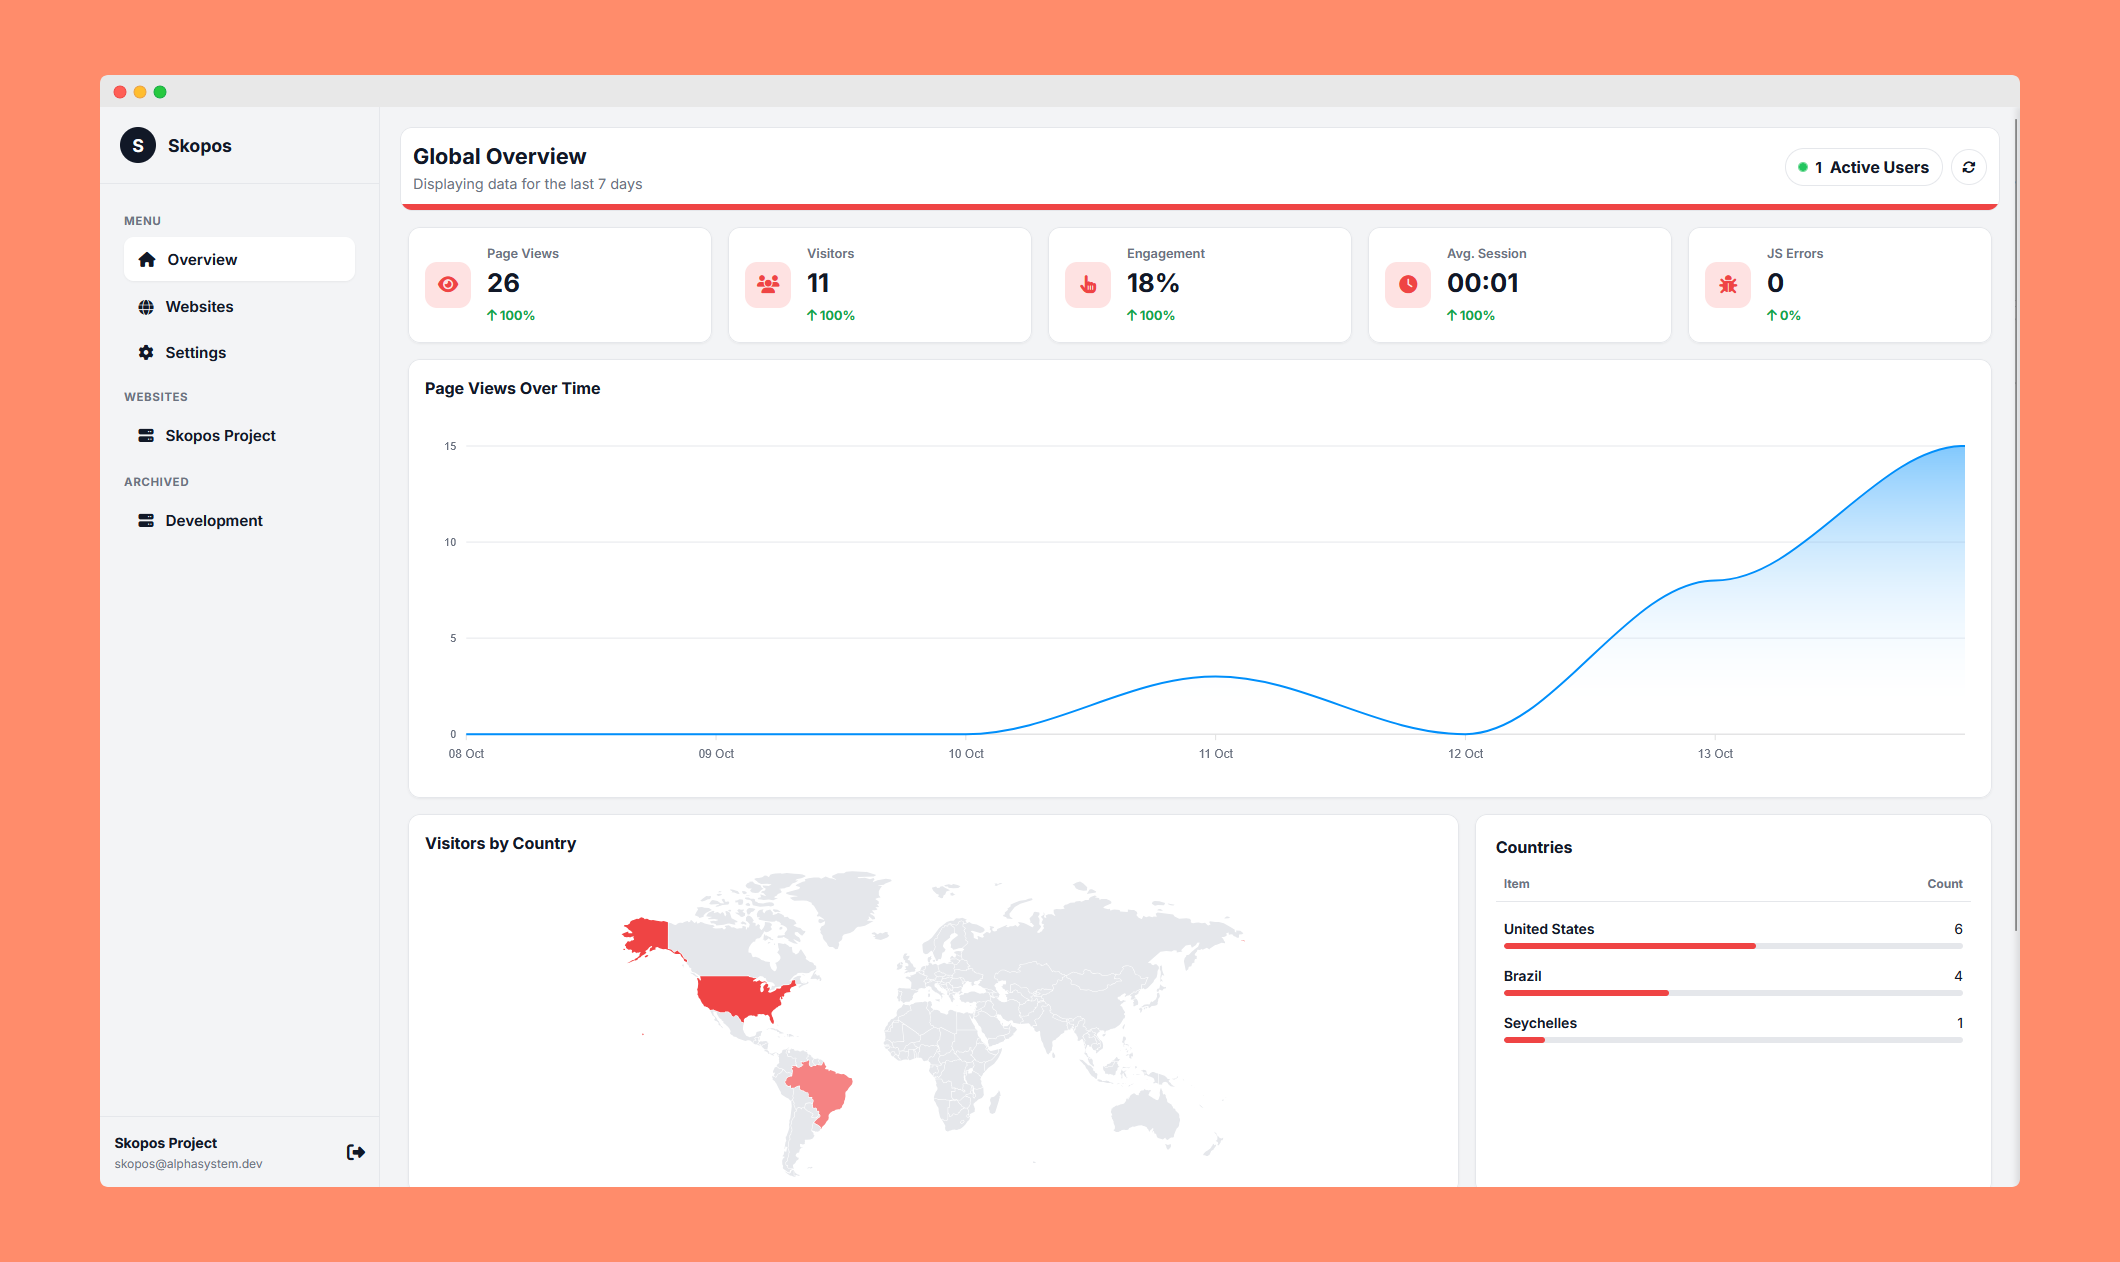 S Skopos
MENU
Overview
Websites
Settings
WEBSITES
Skopos Project
ARCHIVED
Development
Skopos Project
skopos@alphasystem.dev
Global Overview
Displaying data for the last 7 days
1 Active Users
Page Views
26
100%
Visitors
11
100%
Engagement
18%
100%
Avg. Session
00:01
100%
JS Errors
0
0%
Page Views Over Time
15
10
5
0
08 Oct 09 Oct 10 Oct 11 Oct 12 Oct 13 Oct
Visitors by Country
Countries
Item Count
United States 6
Brazil 4
Seychelles 1